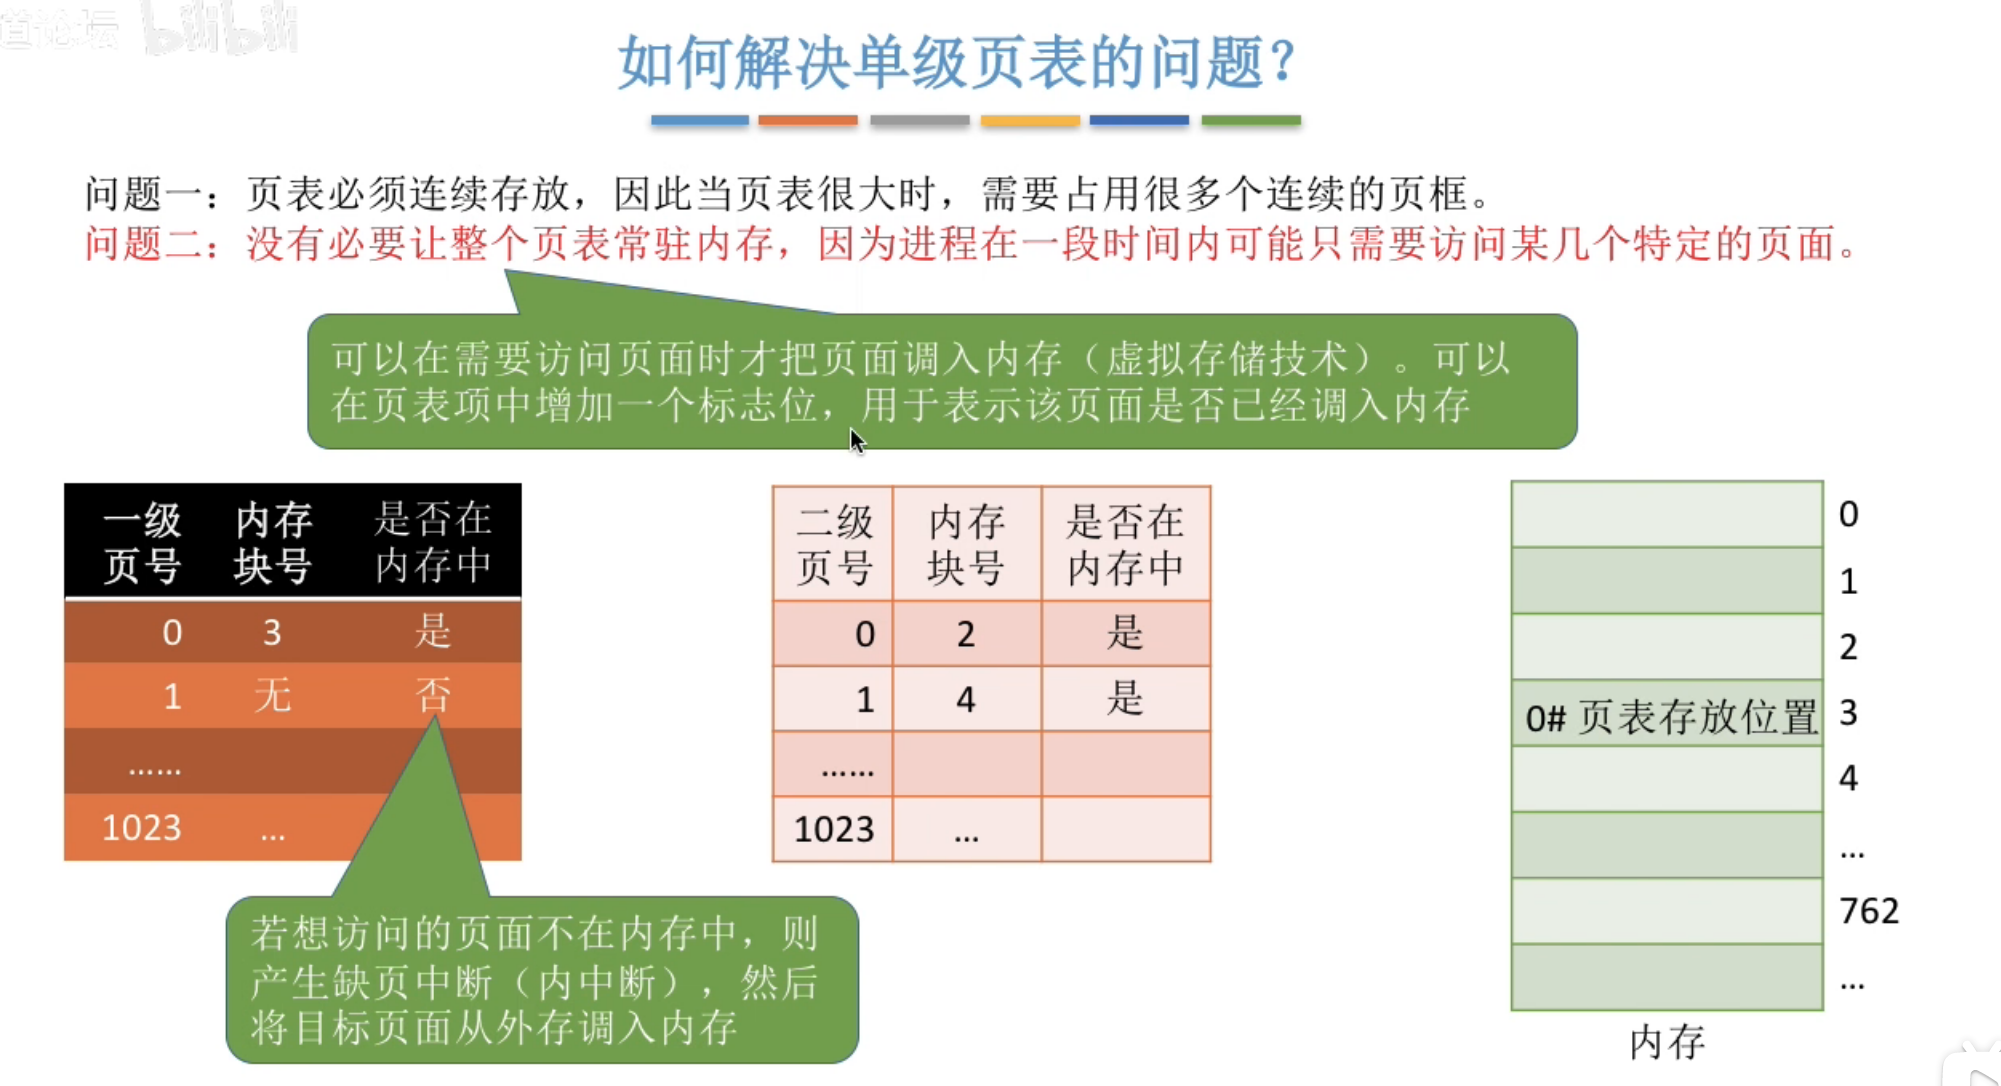 道论坛 bilibili
如何解决单级页表的问题？
问题一：页表必须连续存放，因此当页表很大时，需要占用很多个连续的页框。
问题二：没有必要让整个页表常驻内存，因为进程在一段时间内可能只需要访问某几个特定的页面。
可以在需要访问页面时才把页面调入内存（虚拟存储技术）。可以
在页表项中增加一个标志位，用于表示该页面是否已经调入内存
一级 内存 是否在
页号 块号 内存中
0 3 是
1 无 否
……
1023 ...
若想访问的页面不在内存中，则
产生缺页中断（内中断），然后
将目标页面从外存调入内存
二级 内存 是否在
页号 块号 内存中
0 2 是
1 4 是
……
1023 ...
0
1
2
0# 页表存放位置 3
4
...
762
...
内存